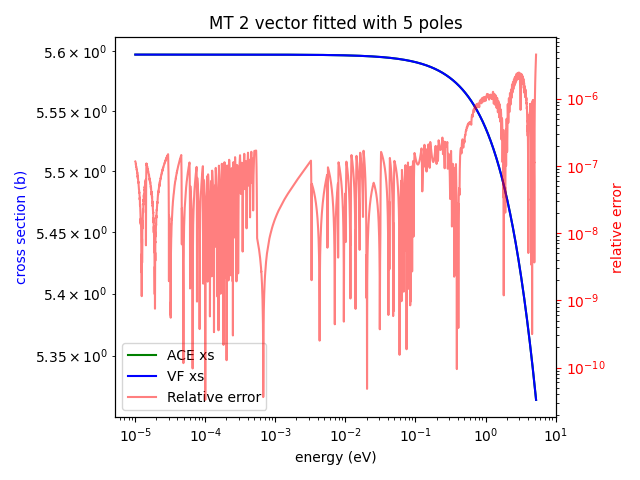 MT 2 vector fitted with 5 poles
cross section (b)
5.6 × 10⁰
5.55 × 10⁰
5.5 × 10⁰
5.45 × 10⁰
5.4 × 10⁰
5.35 × 10⁰
10⁻⁶
10⁻⁷
10⁻⁸
10⁻⁹
10⁻¹⁰
relative error
ACE xs
VF xs
Relative error
10⁻⁵ 10⁻⁴ 10⁻³ 10⁻² 10⁻¹ 10⁰ 10¹
energy (eV)